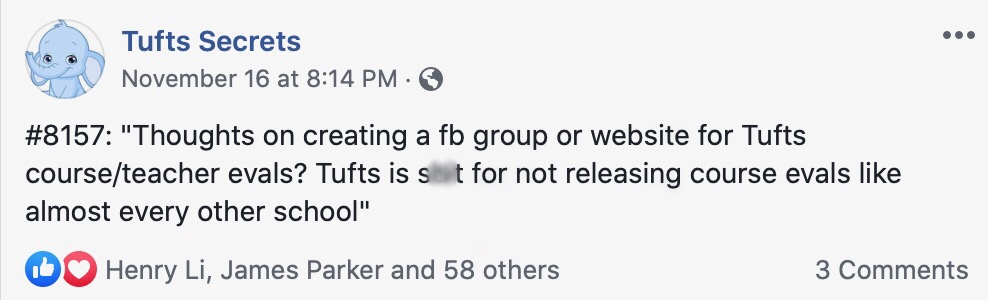 Tufts Secrets
November 16 at 8:14 PM ·
#8157: "Thoughts on creating a fb group or website for Tufts
course/teacher evals? Tufts is for not releasing course evals like
almost every other school"
Henry Li, James Parker and 58 others
3 Comments